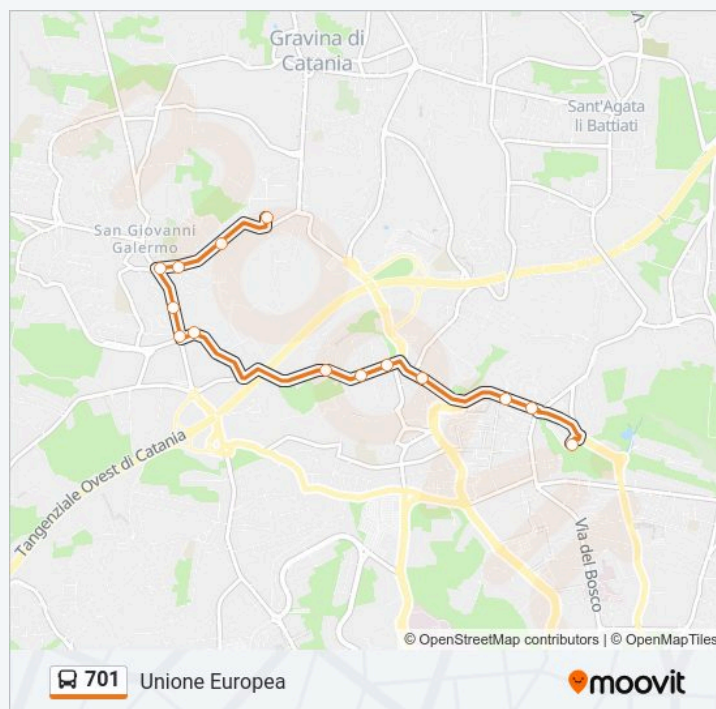 Gravina di
Catania
Sant'Agata
li Battiati
San Giovanni
Galermo
Tangenziale Ovest di Catania
Via del Bosco
© OpenStreetMap contributors | © OpenMapTiles
701 Unione Europea
moovit